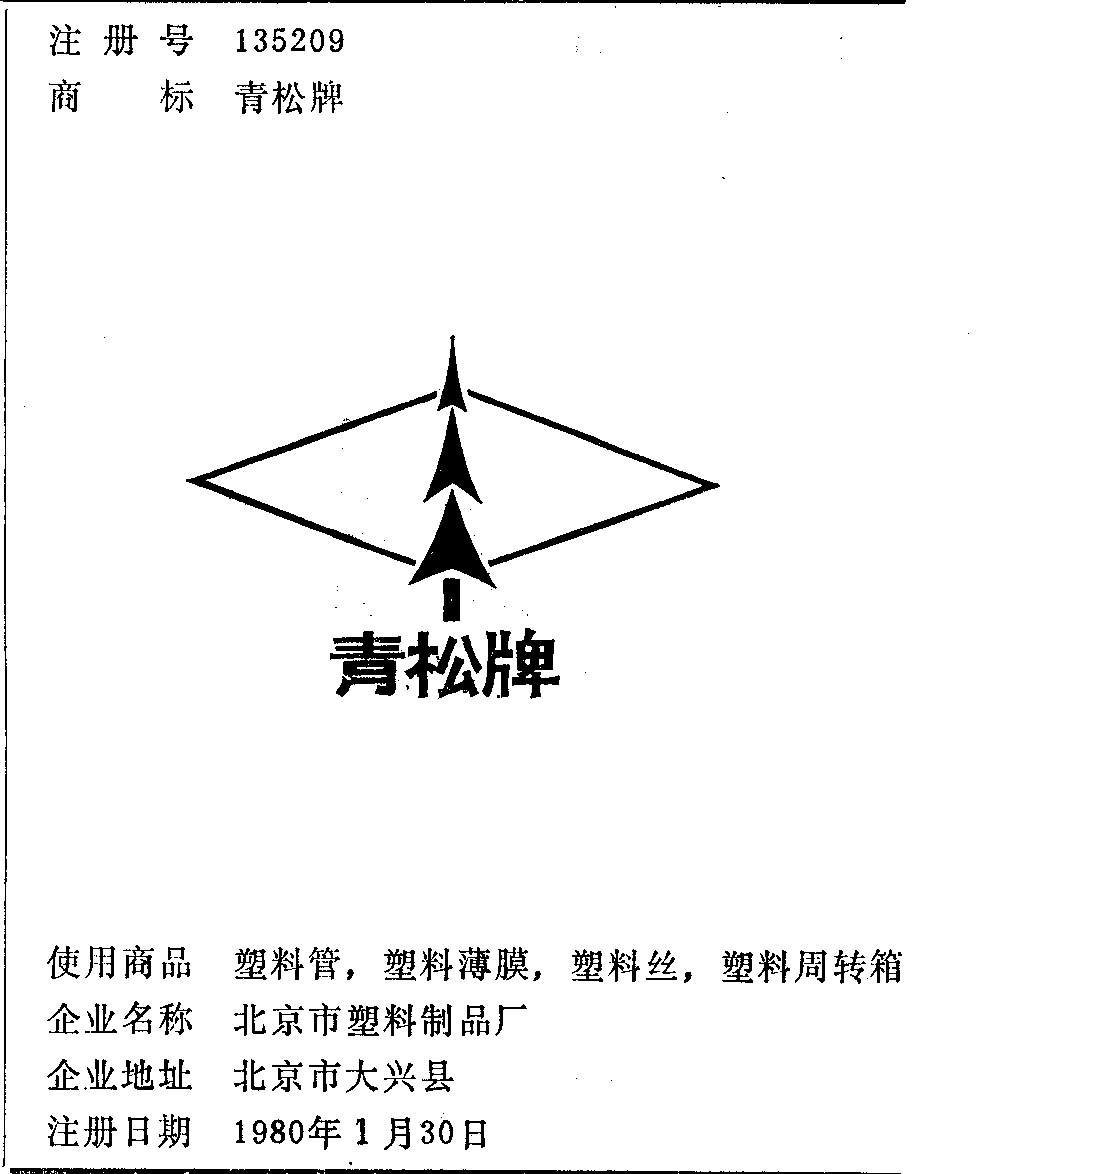 注册号 135209
商标 青松牌
青松牌
使用商品 塑料管，塑料薄膜，塑料丝，塑料周转箱
企业名称 北京市塑料制品厂
企业地址 北京市大兴县
注册日期 1980年1月30日